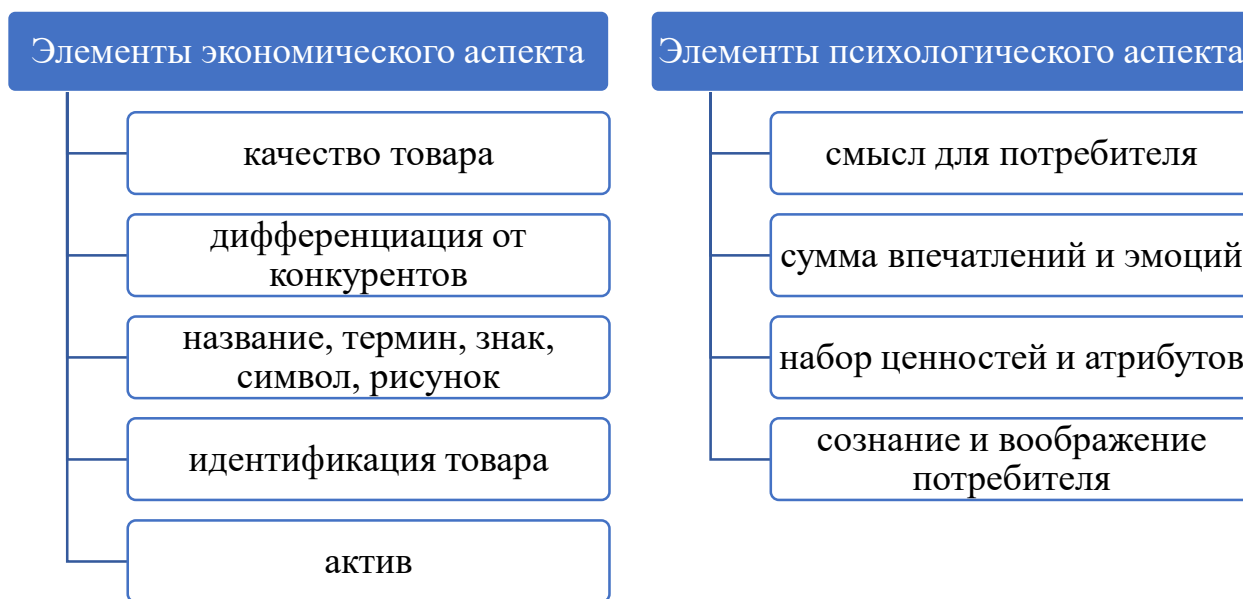 Элементы экономического аспекта
качество товара
дифференциация от
конкурентов
название, термин, знак,
символ, рисунок
идентификация товара
актив
Элементы психологического аспекта
смысл для потребителя
сумма впечатлений и эмоций
набор ценностей и атрибутов
сознание и воображение
потребителя